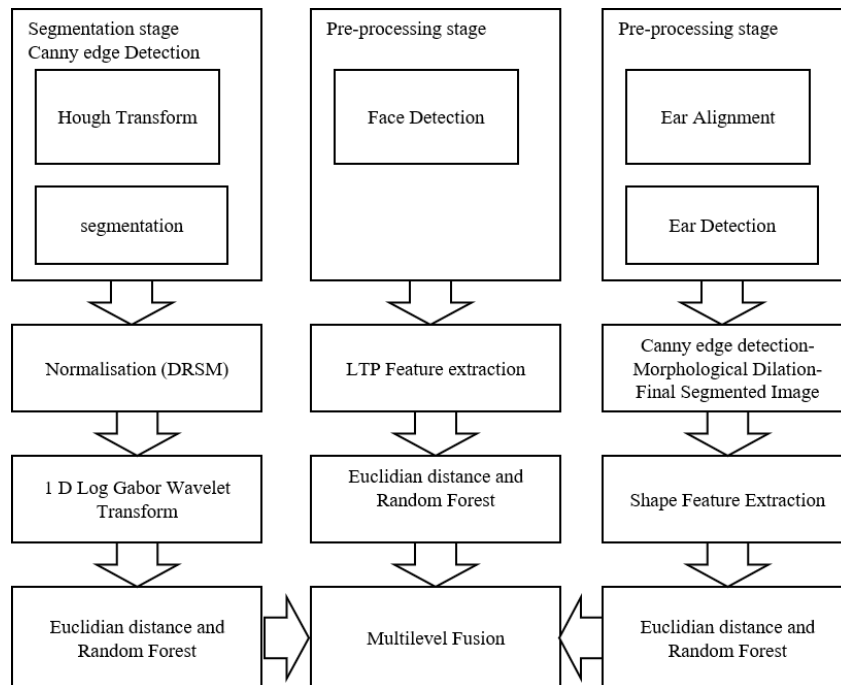 Segmentation stage
Canny edge Detection
Hough Transform
segmentation
Normalisation (DRSM)
1 D Log Gabor Wavelet
Transform
Euclidian distance and
Random Forest
Pre-processing stage
Face Detection
LTP Feature extraction
Euclidian distance and
Random Forest
Multilevel Fusion
Pre-processing stage
Ear Alignment
Ear Detection
Canny edge detection-
Morphological Dilation-
Final Segmented Image
Shape Feature Extraction
Euclidian distance and
Random Forest